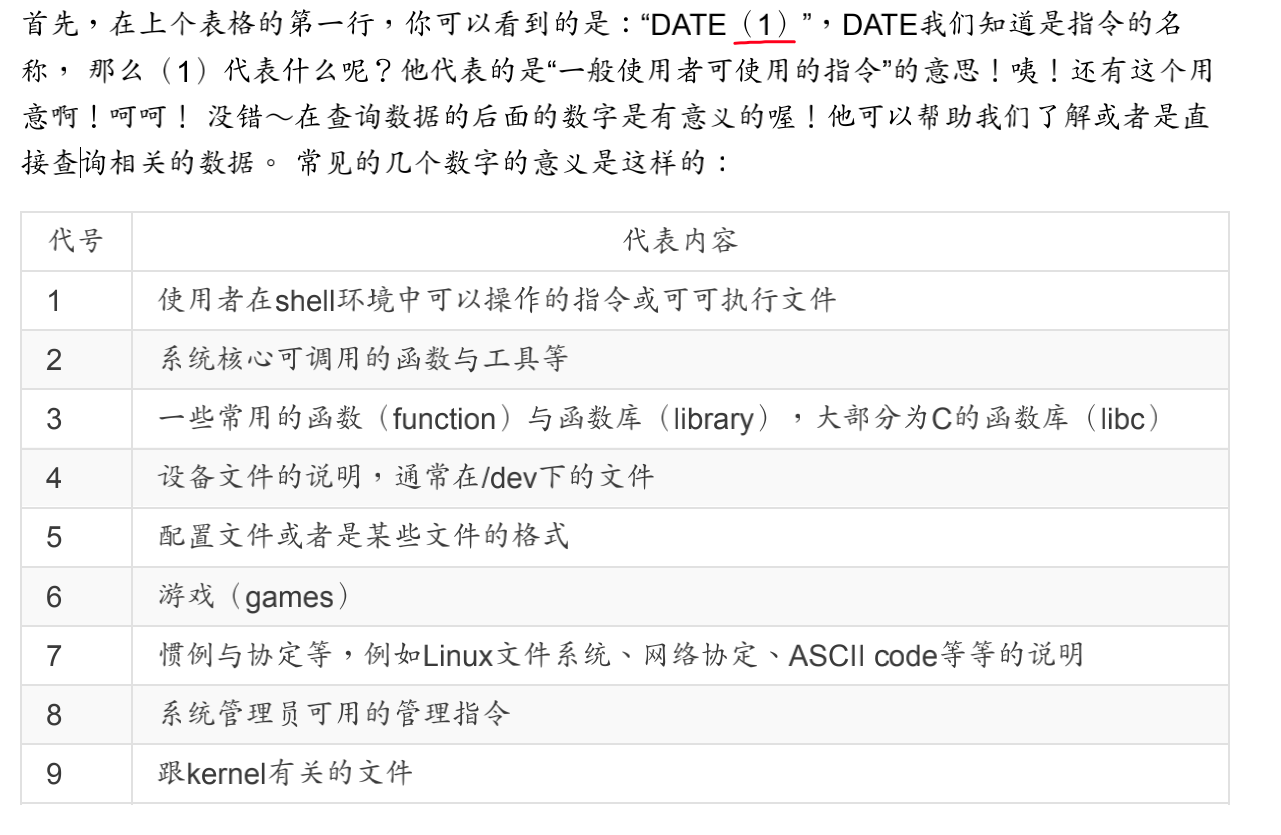 首先，在上个表格的第一行，你可以看到的是：“DATE（1）”，DATE我们知道是指令的名
称， 那么（1）代表什么呢？他代表的是“一般使用者可使用的指令”的意思！咦！还有这个用
意啊！呵呵！ 没错～在查询数据的后面的数字是有意义的喔！他可以帮助我们了解或者是直
接查询相关的数据。 常见的几个数字的意义是这样的：
代号 代表内容
1 使用者在shell环境中可以操作的指令或可可执行文件
2 系统核心可调用的函数与工具等
3 一些常用的函数（function）与函数库（library），大部分为C的函数库（libc）
4 设备文件的说明，通常在/dev下的文件
5 配置文件或者是某些文件的格式
6 游戏（games）
7 惯例与协定等，例如Linux文件系统、网络协定、ASCII code等等的说明
8 系统管理员可用的管理指令
9 跟kernel有关的文件